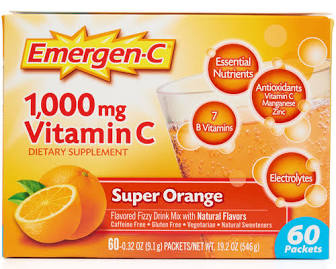 Emergen-C®
1,000 mg
Vitamin C
DIETARY SUPPLEMENT
Essential
Nutrients
Antioxidants
Vitamin C
Manganese
Zinc
7
B Vitamins
Electrolytes
Super Orange
Flavored Fizzy Drink Mix with Natural Flavors
Caffeine Free • Gluten Free • Vegetarian • Natural Sweeteners
60-0.32 OZ (9.1g) PACKETS/NET WT. 19.2 OZ (546 g)
60
Packets